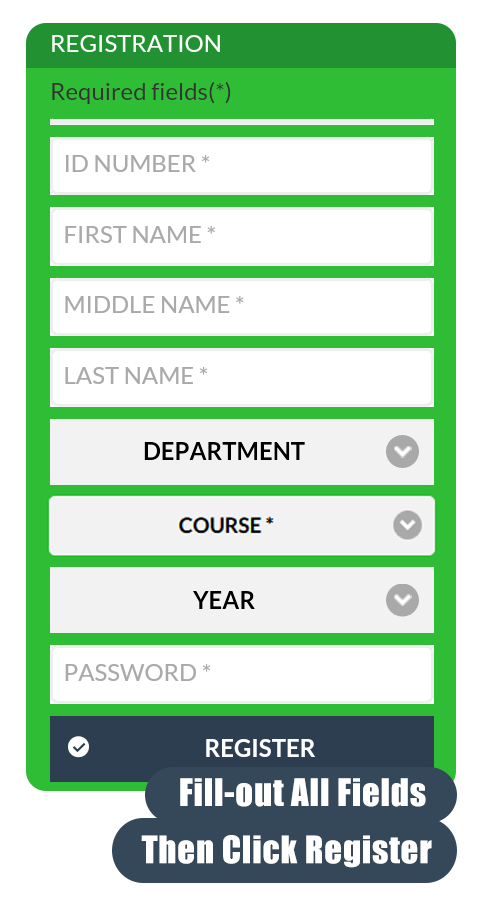 REGISTRATION
Required fields(*)
ID NUMBER *
FIRST NAME *
MIDDLE NAME *
LAST NAME *
DEPARTMENT
COURSE *
YEAR
PASSWORD *
REGISTER
Fill-out All Fields
Then Click Register